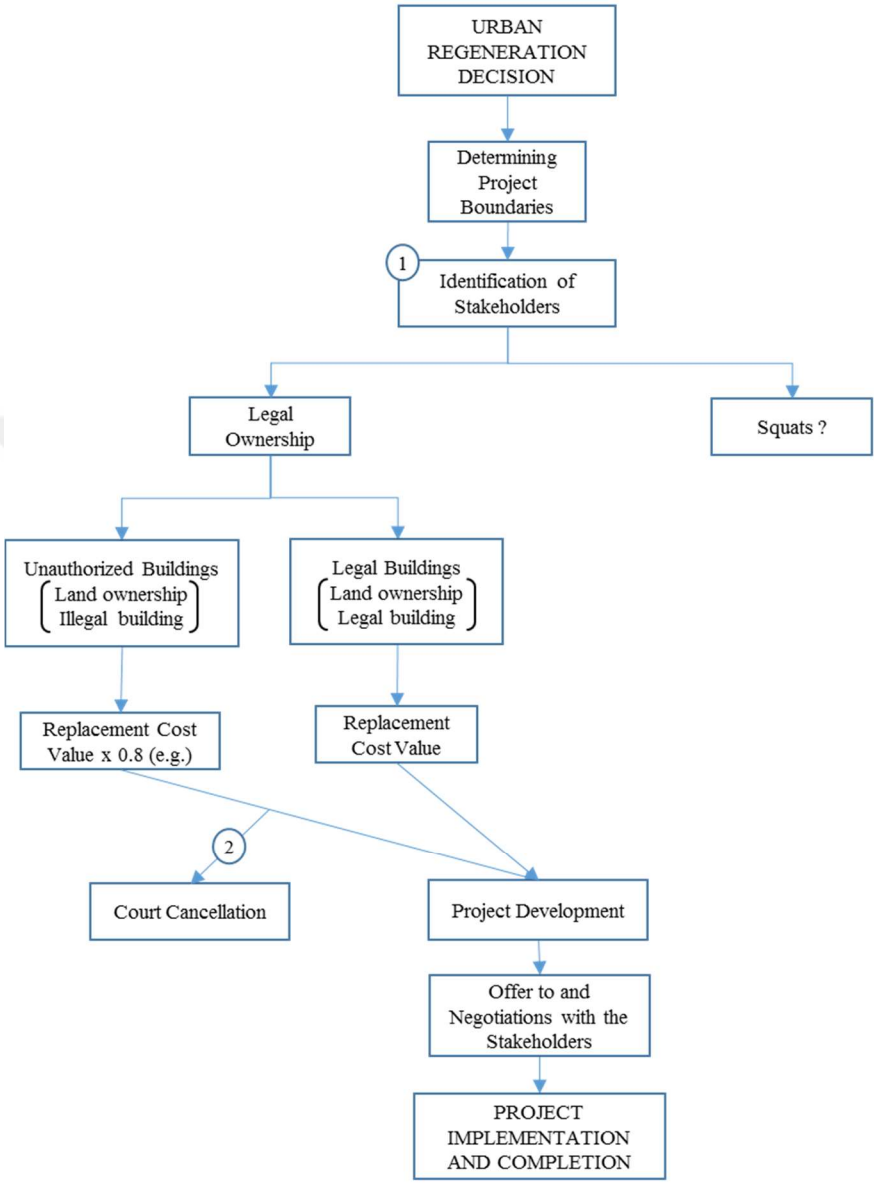 URBAN
REGENERATION
DECISION
Determining
Project
Boundaries
1
Identification of
Stakeholders
Legal
Ownership
Squats ?
Unauthorized Buildings
Land ownership
Illegal building
Legal Buildings
Land ownership
Legal building
Replacement Cost
Value x 0.8 (e.g.)
Replacement
Cost Value
2
Court Cancellation
Project Development
Offer to and
Negotiations with the
Stakeholders
PROJECT
IMPLEMENTATION
AND COMPLETION